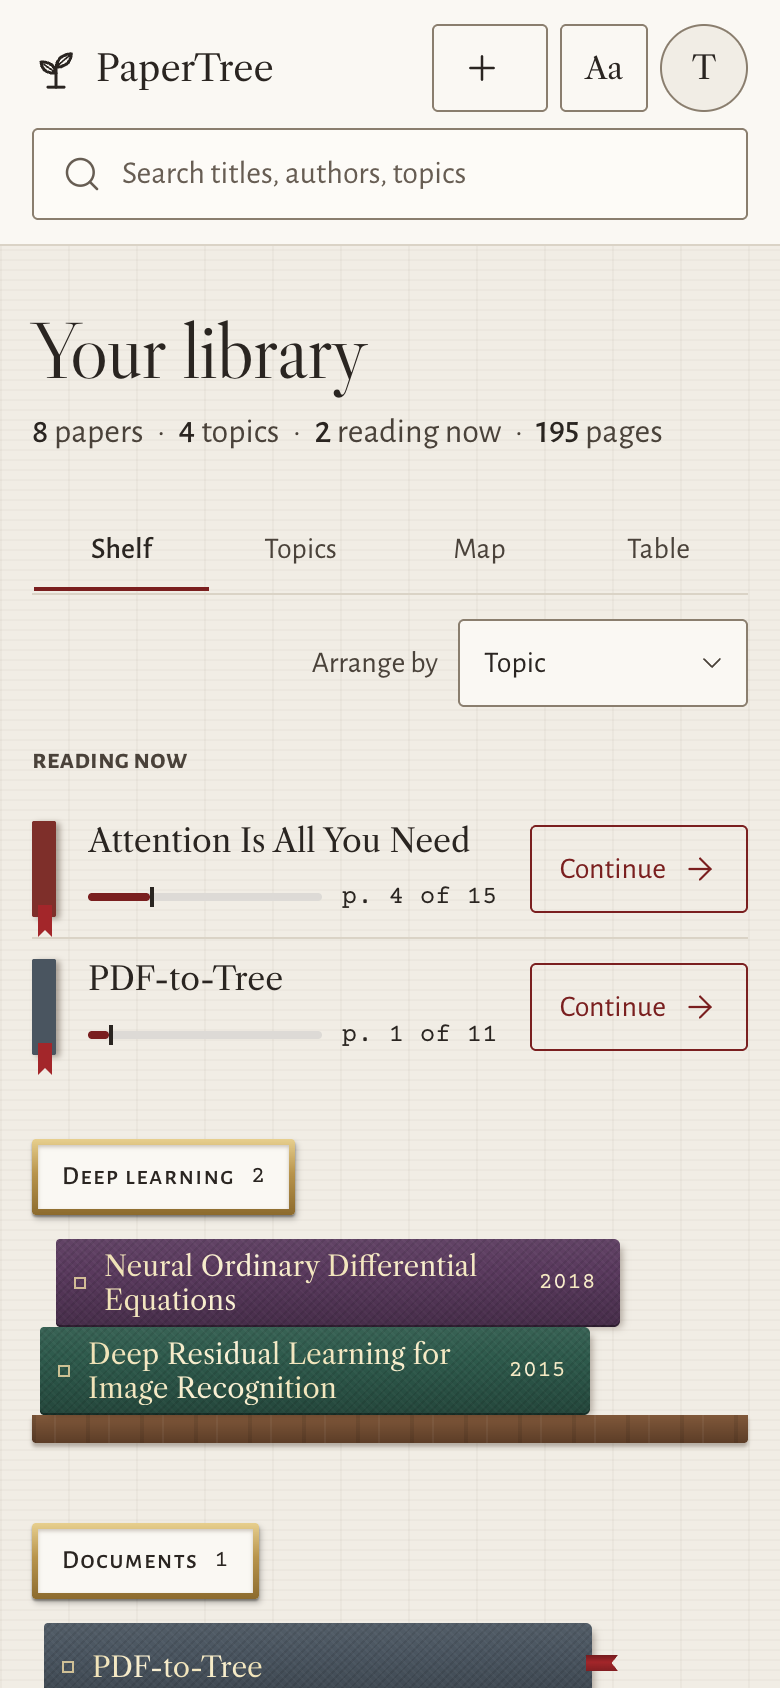 PaperTree
Aa
T
Search titles, authors, topics
Your library
8 papers · 4 topics · 2 reading now · 195 pages
Shelf
Topics
Map
Table
Arrange by
Topic
READING NOW
Attention Is All You Need
p. 4 of 15
Continue
PDF-to-Tree
p. 1 of 11
Continue
DEEP LEARNING 2
Neural Ordinary Differential
Equations
2018
Deep Residual Learning for
Image Recognition
2015
DOCUMENTS 1
PDF-to-Tree